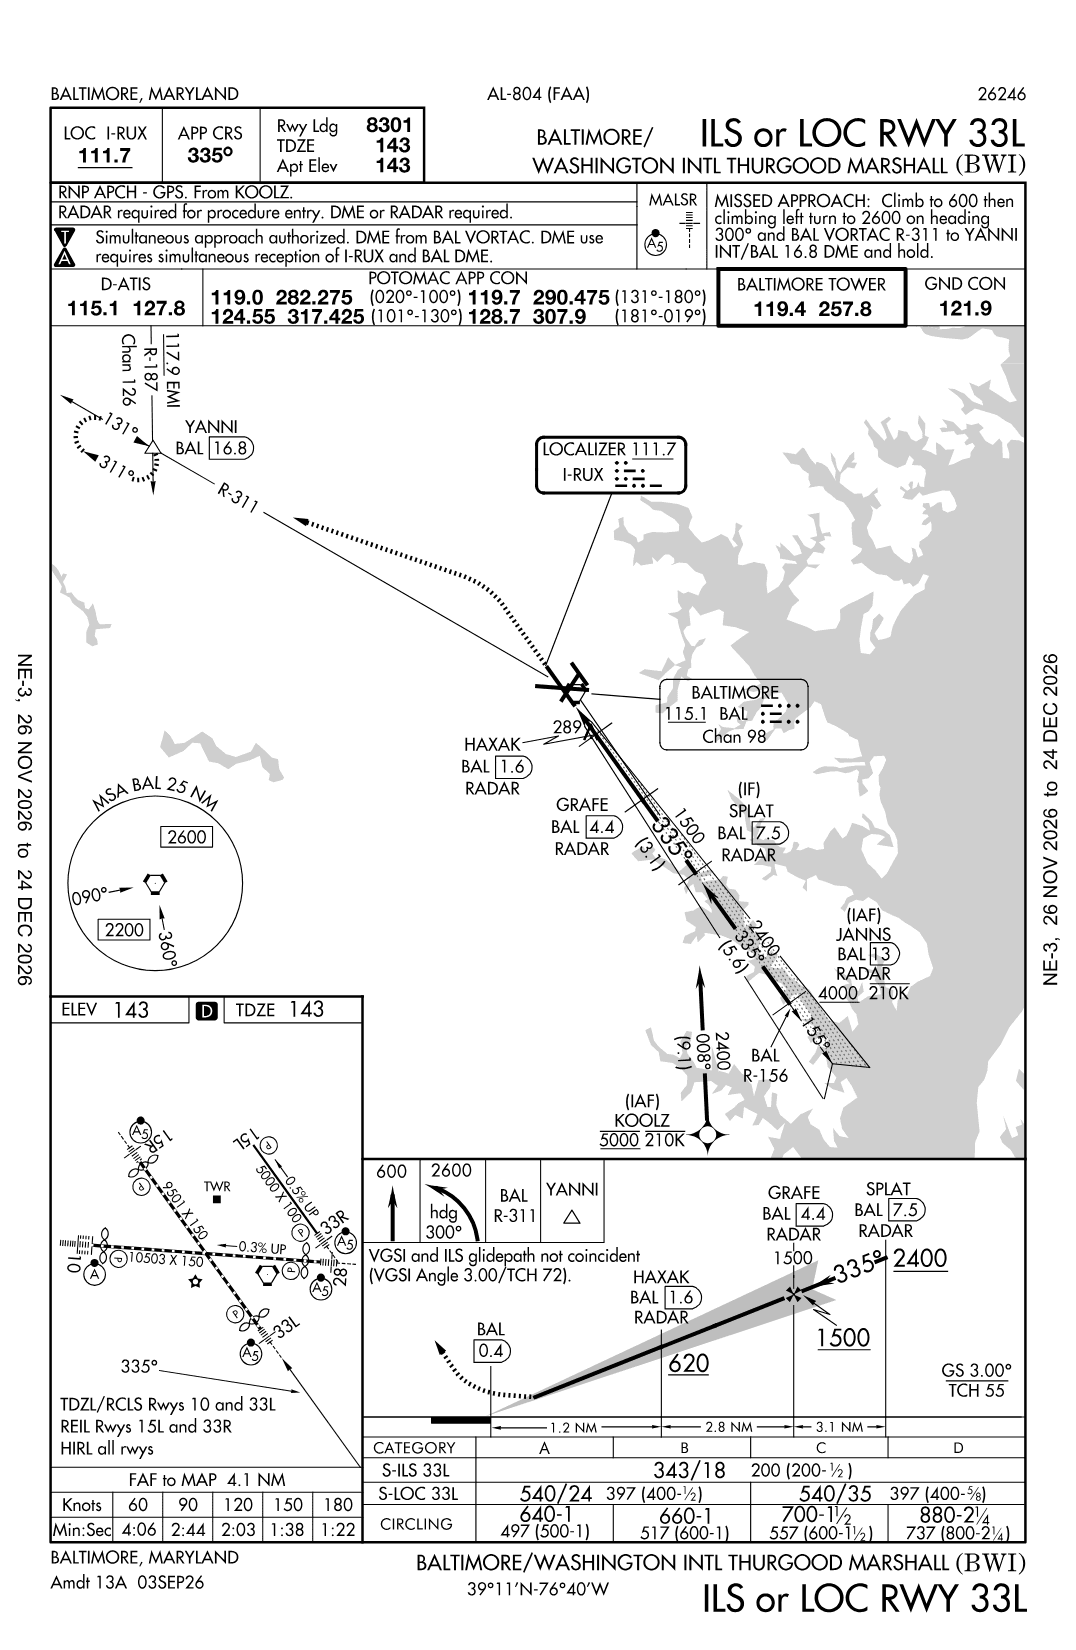 BALTIMORE, MARYLAND
AL-804 (FAA)
26246
LOC I-RUX
111.7
APP CRS
335°
Rwy Ldg 8301
TDZE 143
Apt Elev 143
BALTIMORE/
WASHINGTON INTL THURGOOD MARSHALL (BWI)
ILS or LOC RWY 33L
RNP APCH - GPS. From KOOLZ.
RADAR required for procedure entry. DME or RADAR required.
T
A
Simultaneous approach authorized. DME from BAL VORTAC. DME use
requires simultaneous reception of I-RUX and BAL DME.
MALSR
A5
MISSED APPROACH: Climb to 600 then
climbing left turn to 2600 on heading
300° and BAL VORTAC R-311 to YANNI
INT/BAL 16.8 DME and hold.
D-ATIS
115.1 127.8
POTOMAC APP CON
119.0 282.275 (020°-100°) 119.7 290.475 (131°-180°)
124.55 317.425 (101°-130°) 128.7 307.9 (181°-019°)
BALTIMORE TOWER
119.4 257.8
GND CON
121.9
117.9 EMI
R-187
Chan 126
131°
311°
YANNI
BAL 16.8
R-311
LOCALIZER 111.7
I-RUX
BALTIMORE
115.1 BAL
Chan 98
289
HAXAK
BAL 1.6
RADAR
GRAFE
BAL 4.4
RADAR
(IF)
SPLAT
BAL 7.5
RADAR
1500
335°
(3.1)
2400
335°
(5.6)
(IAF)
JANNS
BAL 13
RADAR
4000 210K
155°
BAL
R-156
2400
008°
(9.1)
(IAF)
KOOLZ
5000 210K
MSA BAL 25 NM
2600
090°
2200
360°
NE-3, 26 NOV 2026 to 24 DEC 2026
NE-3, 26 NOV 2026 to 24 DEC 2026
ELEV 143
D
TDZE 143
A5
15R
P
15L
P
TWR
9501 X 150
5000 X 100
0.5% UP
P
33R
A5
10
A
P
10503 X 150
0.3% UP
P
28
A5
P
33L
A5
335°
TDZL/RCLS Rwys 10 and 33L
REIL Rwys 15L and 33R
HIRL all rwys
FAF to MAP 4.1 NM
Knots 60 90 120 150 180
Min:Sec 4:06 2:44 2:03 1:38 1:22
600
2600
hdg
300°
BAL
R-311
YANNI
VGSI and ILS glidepath not coincident
(VGSI Angle 3.00/TCH 72).
BAL
0.4
HAXAK
BAL 1.6
RADAR
620
GRAFE
BAL 4.4
RADAR
1500
SPLAT
BAL 7.5
RADAR
335°
2400
1500
GS 3.00°
TCH 55
1.2 NM
2.8 NM
3.1 NM
CATEGORY A B C D
S-ILS 33L 343/18 200 (200-½)
S-LOC 33L 540/24 397 (400-½) 540/35 397 (400-⅝)
CIRCLING
640-1
497 (500-1)
660-1
517 (600-1)
700-1½
557 (600-1½)
880-2¼
737 (800-2¼)
BALTIMORE, MARYLAND
Amdt 13A 03SEP26
39°11'N-76°40'W
BALTIMORE/WASHINGTON INTL THURGOOD MARSHALL (BWI)
ILS or LOC RWY 33L